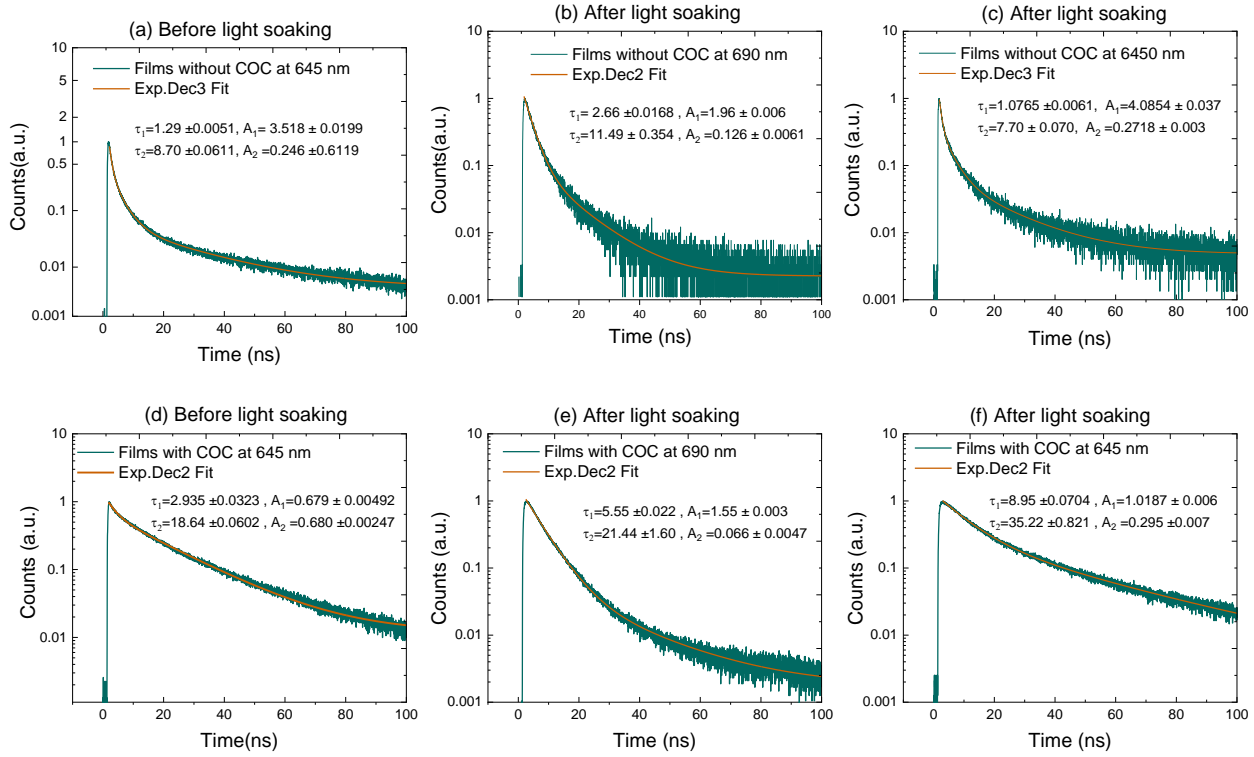 (a) Before light soaking
10
5
2
1
0.5
0.1
0.01
0.001
Counts(a.u.)
Films without COC at 645 nm
Exp.Dec3 Fit
τ1=1.29 ±0.0051, A1= 3.518 ± 0.0199
τ2=8.70 ±0.0611, A2 =0.246 ±0.6119
0 20 40 60 80 100
Time (ns)
(b) After light soaking
10
1
0.1
0.01
0.001
Counts (a.u.)
Films without COC at 690 nm
Exp.Dec2 Fit
τ1= 2.66 ±0.0168 , A1=1.96 ± 0.006
τ2=11.49 ±0.354 , A2 =0.126 ±0.0061
0 20 40 60 80 100
Time (ns)
(c) After light soaking
10
1
0.1
0.01
0.001
Counts (a.u.)
Films without COC at 6450 nm
Exp.Dec3 Fit
τ1=1.0765 ±0.0061, A1=4.0854 ± 0.037
τ2=7.70 ± 0.070, A2 =0.2718 ± 0.003
0 20 40 60 80 100
Time (ns)
(d) Before light soaking
10
1
0.1
0.01
Counts (a.u.)
Films with COC at 645 nm
Exp.Dec2 Fit
τ1=2.935 ±0.0323 , A1=0.679 ± 0.00492
τ2=18.64 ±0.0602 , A2 =0.680 ±0.00247
0 20 40 60 80 100
Time(ns)
(e) After light soaking
10
1
0.1
0.01
0.001
Counts (a.u.)
Films with COC at 690 nm
Exp.Dec2 Fit
τ1=5.55 ±0.022 , A1=1.55 ± 0.003
τ2=21.44 ±1.60 , A2 =0.066 ± 0.0047
0 20 40 60 80 100
Time (ns)
(f) After light soaking
10
1
0.1
0.01
0.001
Counts (a.u.)
Films with COC at 645 nm
Exp.Dec2 Fit
τ1=8.95 ±0.0704 , A1=1.0187 ± 0.006
τ2=35.22 ±0.821 , A2 =0.295 ±0.007
0 20 40 60 80 100
Time (ns)